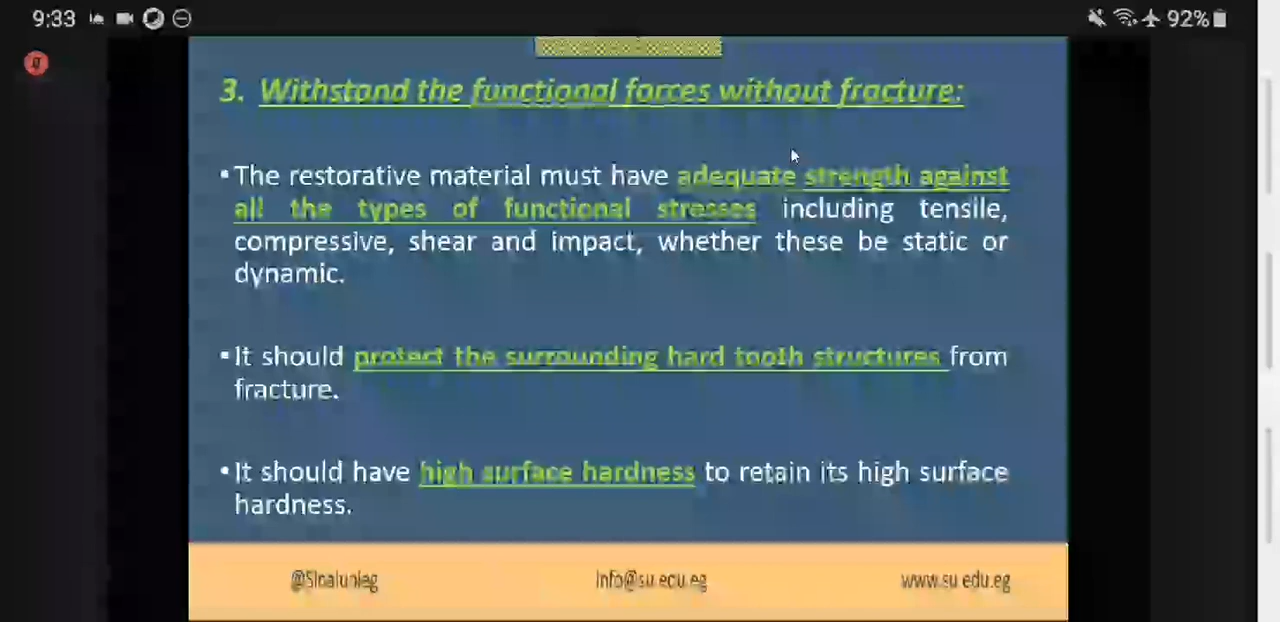 9:33
92%
3. Withstand the functional forces without fracture:
•The restorative material must have adequate strength against
all the types of functional stresses including tensile,
compressive, shear and impact, whether these be static or
dynamic.
•It should protect the surrounding hard tooth structures from
fracture.
•It should have high surface hardness to retain its high surface
hardness.
@Sinaiunieg info@su.edu.eg www.su.edu.eg